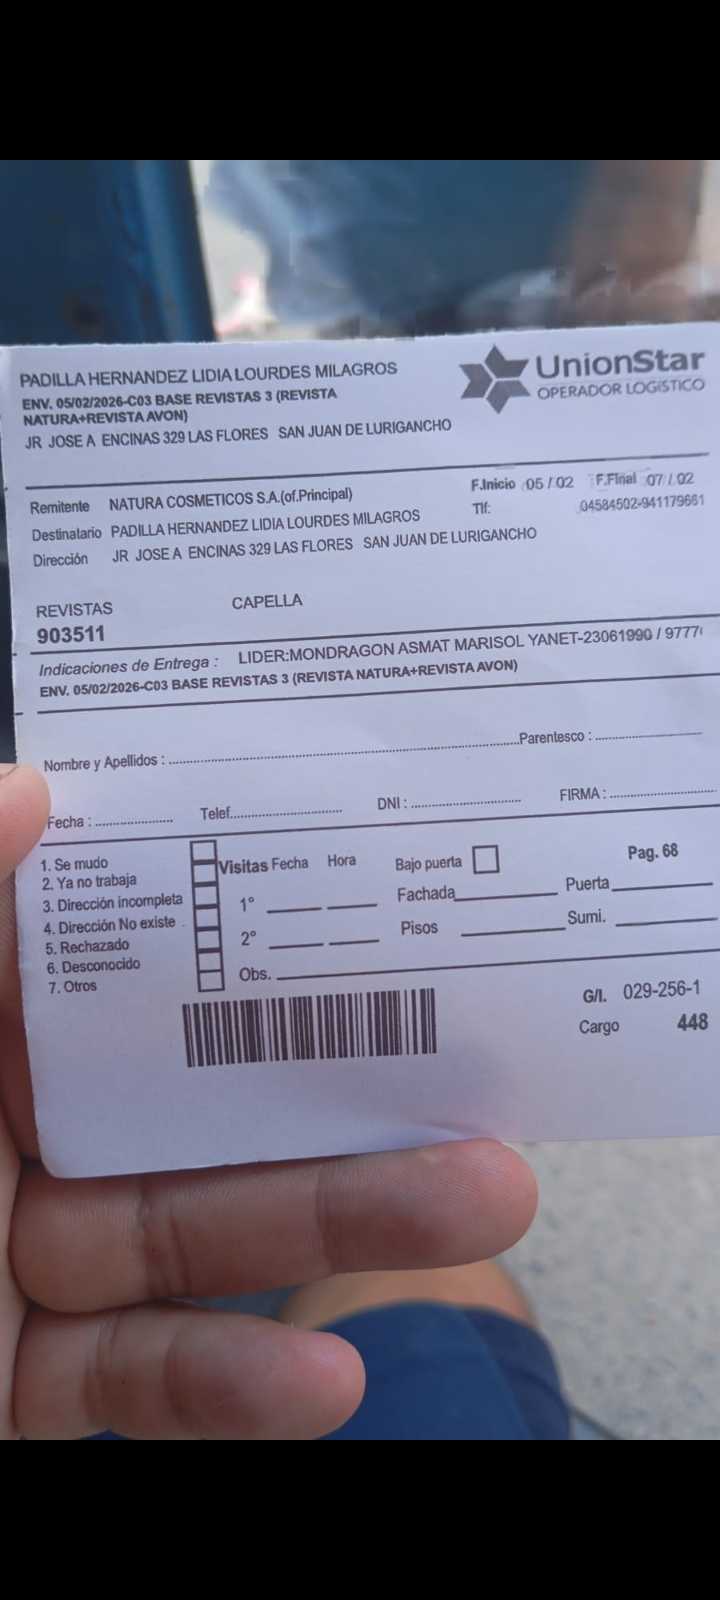 PADILLA HERNANDEZ LIDIA LOURDES MILAGROS
ENV. 05/02/2026-C03 BASE REVISTAS 3 (REVISTA
NATURA+REVISTA AVON)
JR JOSE A ENCINAS 329 LAS FLORES SAN JUAN DE LURIGANCHO
UnionStar
OPERADOR LOGÍSTICO
Remitente NATURA COSMETICOS S.A.(of.Principal) F.Inicio 05 / 02 F.Final 07 / 02
Destinatario PADILLA HERNANDEZ LIDIA LOURDES MILAGROS Tlf: 04584502-941179661
Dirección JR JOSE A ENCINAS 329 LAS FLORES SAN JUAN DE LURIGANCHO
REVISTAS CAPELLA
903511
Indicaciones de Entrega : LIDER:MONDRAGON ASMAT MARISOL YANET-23061990 / 9777
ENV. 05/02/2026-C03 BASE REVISTAS 3 (REVISTA NATURA+REVISTA AVON)
Nombre y Apellidos : Parentesco :
Fecha : Telef. DNI : FIRMA :
1. Se mudo
2. Ya no trabaja
3. Dirección incompleta
4. Dirección No existe
5. Rechazado
6. Desconocido
7. Otros
Visitas Fecha Hora Bajo puerta Pag. 68
1° Fachada Puerta
2° Pisos Sumi.
Obs.
G/I. 029-256-1
Cargo 448